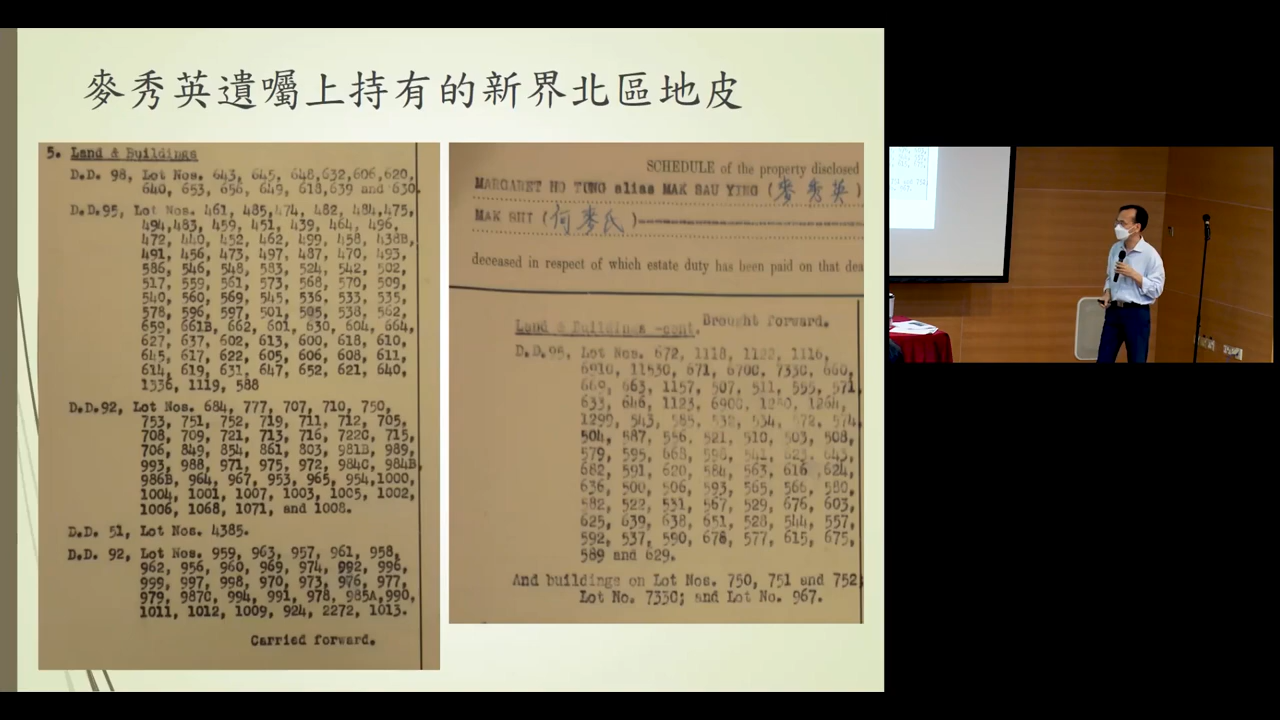 麥秀英遺囑上持有的新界北區地皮
5. Land & Buildings
D.D. 98, Lot Nos. 643, 645, 648,632,606,620,
640, 653, 656, 649, 618,639 and 630.
D.D.95, Lot Nos. 461, 485,474, 482, 484,475,
494,483, 459, 451, 439, 464, 496,
472, 440, 452, 462, 499, 458, 438B,
491, 456, 473, 497, 487, 470, 493,
586, 546, 548, 583, 524, 542, 502,
517, 559, 561, 573, 568, 570, 509,
540, 560, 569, 545, 536, 533, 535,
578, 596, 597, 501, 505, 538, 562,
659, 661B, 662, 601, 630, 604, 664,
627, 637, 602, 613, 600, 618, 610,
645, 617, 622, 605, 606, 608, 611,
614, 619, 631, 647, 652, 621, 640,
1336, 1119, 588
D.D.92, Lot Nos. 684, 777, 707, 710, 750,
753, 751, 752, 719, 711, 712, 705,
708, 709, 721, 713, 716, 722C, 715,
706, 849, 854, 861, 803, 981B, 989,
993, 988, 971, 975, 972, 984C, 984B,
986B, 964, 967, 953, 965, 954,1000,
1004, 1001, 1007, 1003, 1005, 1002,
1006, 1068, 1071, and 1008.
D.D. 51, Lot Nos. 4385.
D.D. 92, Lot Nos. 959, 963, 957, 961, 958,
962, 956, 960, 969, 974, 992, 996,
999, 997, 998, 970, 973, 976, 977,
979, 987C, 994, 991, 978, 985A,990,
1011, 1012, 1009, 924, 2272, 1013.
Carried forward.
SCHEDULE of the property disclosed
MARGARET HO TUNG alias MAK SAU YING (麥秀英)
MAK SHI (何麥氏)
deceased in respect of which estate duty has been paid on that dea
Brought forward.
Land & Buildings -cont.
D.D.95, Lot Nos. 672, 1118, 1122, 1116,
671, 660,
663, 1157, 507, 511, 555, 571,
633, 646, 1123, 1264,
1299, 543, 585, 534, 572, 574,
504, 587, 556, 521, 510, 503, 508,
579, 595, 668, 598, 541, 623, 643,
682, 591, 620, 584, 563, 616, 624,
636, 500, 506, 593, 565, 566, 580,
582, 522, 531, 567, 529, 676, 603,
625, 639, 638, 651, 528, 544, 557,
592, 537, 590, 678, 577, 615, 675,
589 and 629.
And buildings on Lot Nos. 750, 751 and 752;
Lot No. 733D; and Lot No. 967.